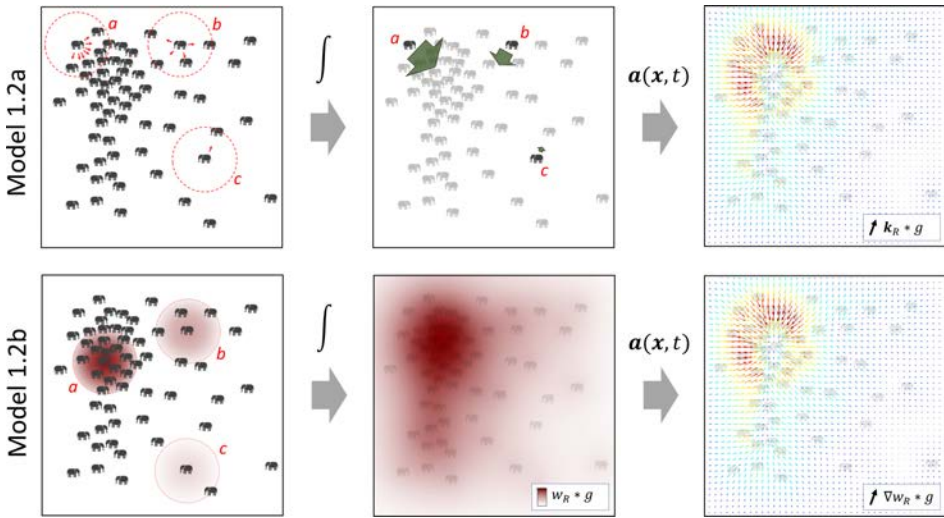 Model 1.2a
a
b
c
∫
a
b
c
a(x, t)
k_R * g
Model 1.2b
a
b
c
∫
w_R * g
a(x, t)
∇w_R * g